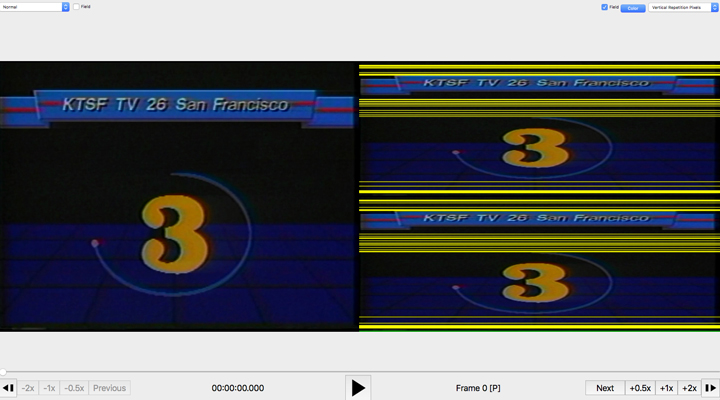 Normal
Field
Field
Color
Vertical Repetition Pixels
KTSF TV 26 San Francisco
3
KTSF TV 26 San Francisco
3
KTSF TV 26 San Francisco
3
-2x
-1x
-0.5x
Previous
00:00:00.000
Frame 0 [P]
Next
+0.5x
+1x
+2x